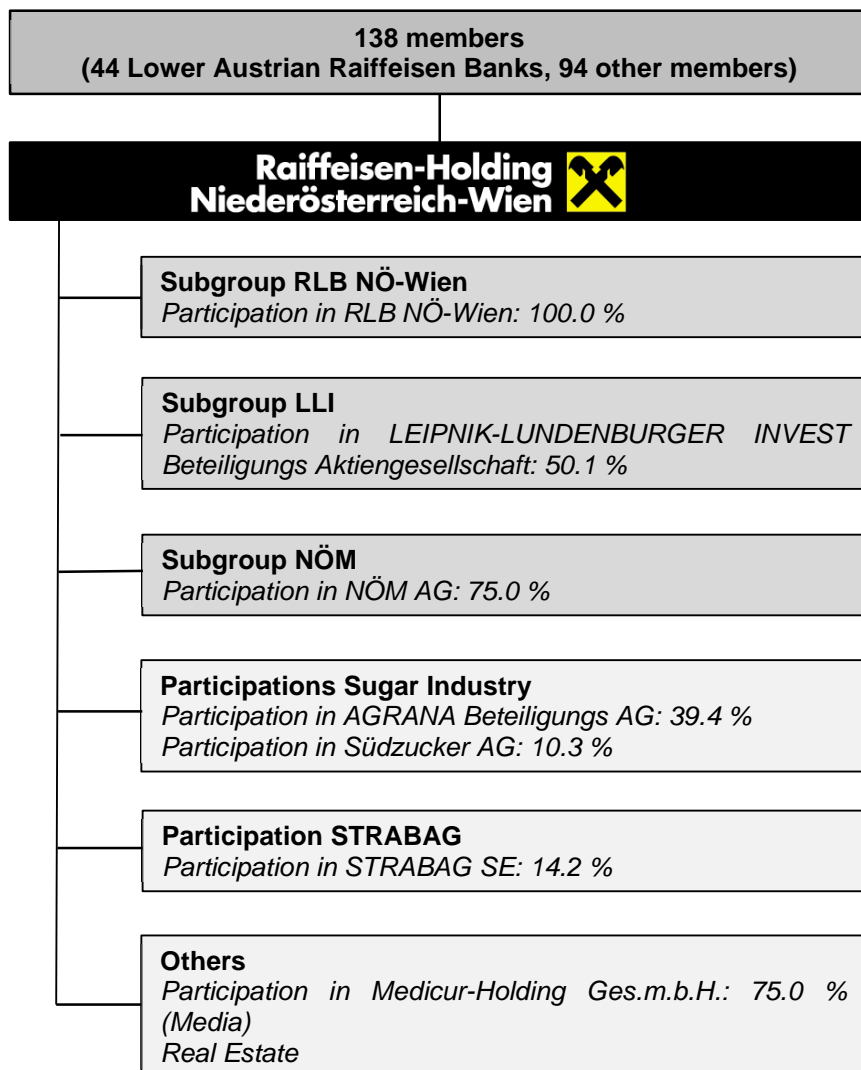 138 members
(44 Lower Austrian Raiffeisen Banks, 94 other members)
Raiffeisen-Holding
Niederösterreich-Wien
Subgroup RLB NÖ-Wien
Participation in RLB NÖ-Wien: 100.0 %
Subgroup LLI
Participation in LEIPNIK-LUNDENBURGER INVEST
Beteiligungs Aktiengesellschaft: 50.1 %
Subgroup NÖM
Participation in NÖM AG: 75.0 %
Participations Sugar Industry
Participation in AGRANA Beteiligungs AG: 39.4 %
Participation in Südzucker AG: 10.3 %
Participation STRABAG
Participation in STRABAG SE: 14.2 %
Others
Participation in Medicur-Holding Ges.m.b.H.: 75.0 %
(Media)
Real Estate